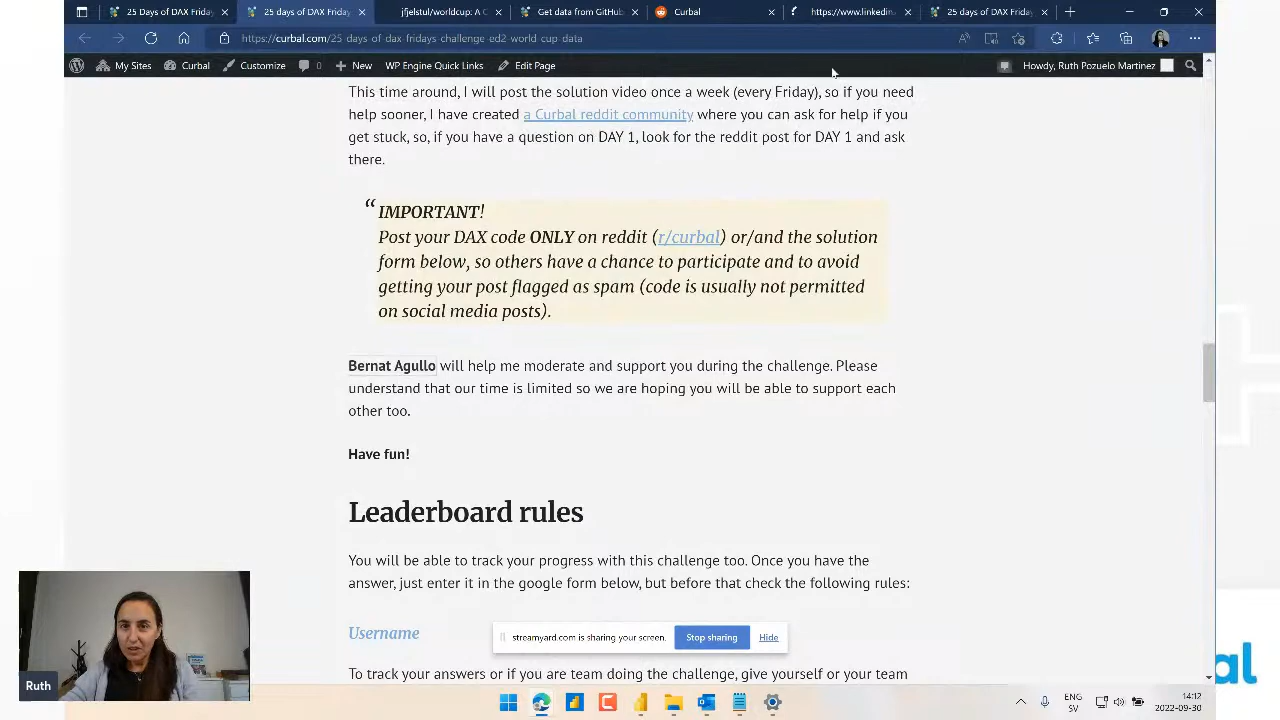 25 Days of DAX Friday
25 days of DAX Friday
jfjelstul/worldcup: A C
Get data from GitHub
Curbal
https://www.linkedin.
25 days of DAX Friday
https://curbal.com/25-days-of-dax-fridays-challenge-ed2-world-cup-data
My Sites
Curbal
Customize
0
New
WP Engine Quick Links
Edit Page
Howdy, Ruth Pozuelo Martinez
This time around, I will post the solution video once a week (every Friday), so if you need
help sooner, I have created a Curbal reddit community where you can ask for help if you
get stuck, so, if you have a question on DAY 1, look for the reddit post for DAY 1 and ask
there.
“ IMPORTANT!
Post your DAX code ONLY on reddit (r/curbal) or/and the solution
form below, so others have a chance to participate and to avoid
getting your post flagged as spam (code is usually not permitted
on social media posts).
Bernat Agullo will help me moderate and support you during the challenge. Please
understand that our time is limited so we are hoping you will be able to support each
other too.
Have fun!
Leaderboard rules
You will be able to track your progress with this challenge too. Once you have the
answer, just enter it in the google form below, but before that check the following rules:
Username
streamyard.com is sharing your screen.
Stop sharing
Hide
To track your answers or if you are team doing the challenge, give yourself or your team
Ruth
al
ENG
SV
14:12
2022-09-30